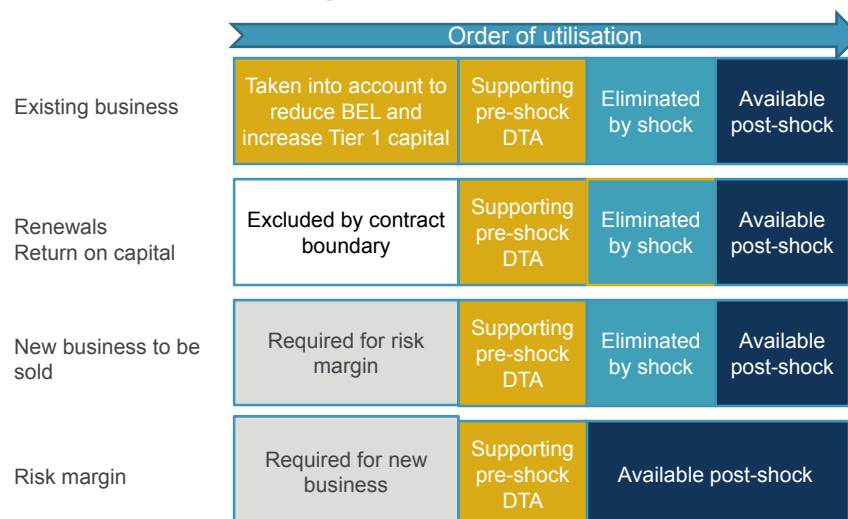 Order of utilisation
Existing business
Taken into account to
reduce BEL and
increase Tier 1 capital
Supporting
pre-shock
DTA
Eliminated
by shock
Available
post-shock
Renewals
Return on capital
Excluded by contract
boundary
Supporting
pre-shock
DTA
Eliminated
by shock
Available
post-shock
New business to be
sold
Required for risk
margin
Supporting
pre-shock
DTA
Eliminated
by shock
Available
post-shock
Risk margin
Required for new
business
Supporting
pre-shock
DTA
Available post-shock